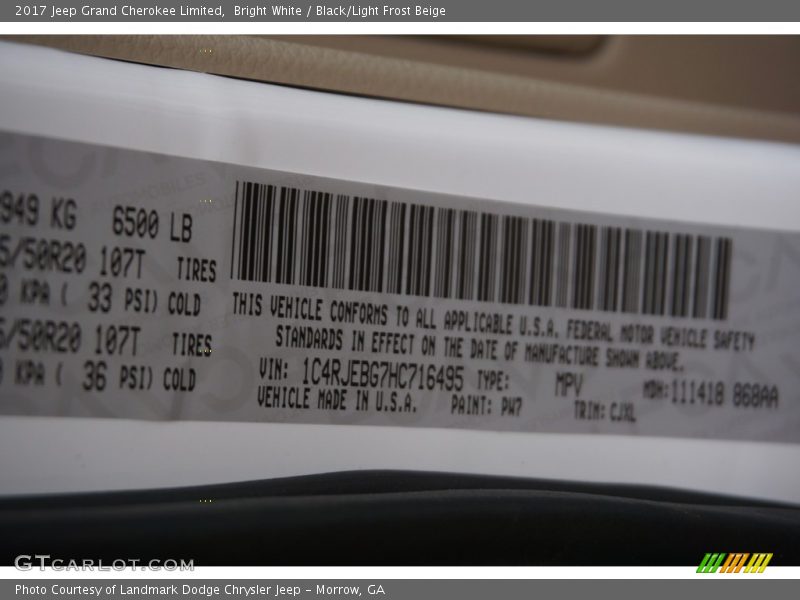 2017 Jeep Grand Cherokee Limited, Bright White / Black/Light Frost Beige
949 KG 6500 LB
5/50R20 107T TIRES
0 KPA ( 33 PSI) COLD
5/50R20 107T TIRES
0 KPA ( 36 PSI) COLD
THIS VEHICLE CONFORMS TO ALL APPLICABLE U.S.A. FEDERAL MOTOR VEHICLE SAFETY
STANDARDS IN EFFECT ON THE DATE OF MANUFACTURE SHOWN ABOVE.
VIN: 1C4RJEBG7HC716495 TYPE: MPV MDH:111418 868AA
VEHICLE MADE IN U.S.A. PAINT: PW7 TRIM: CJXL
GTCARLOT.COM
Photo Courtesy of Landmark Dodge Chrysler Jeep – Morrow, GA